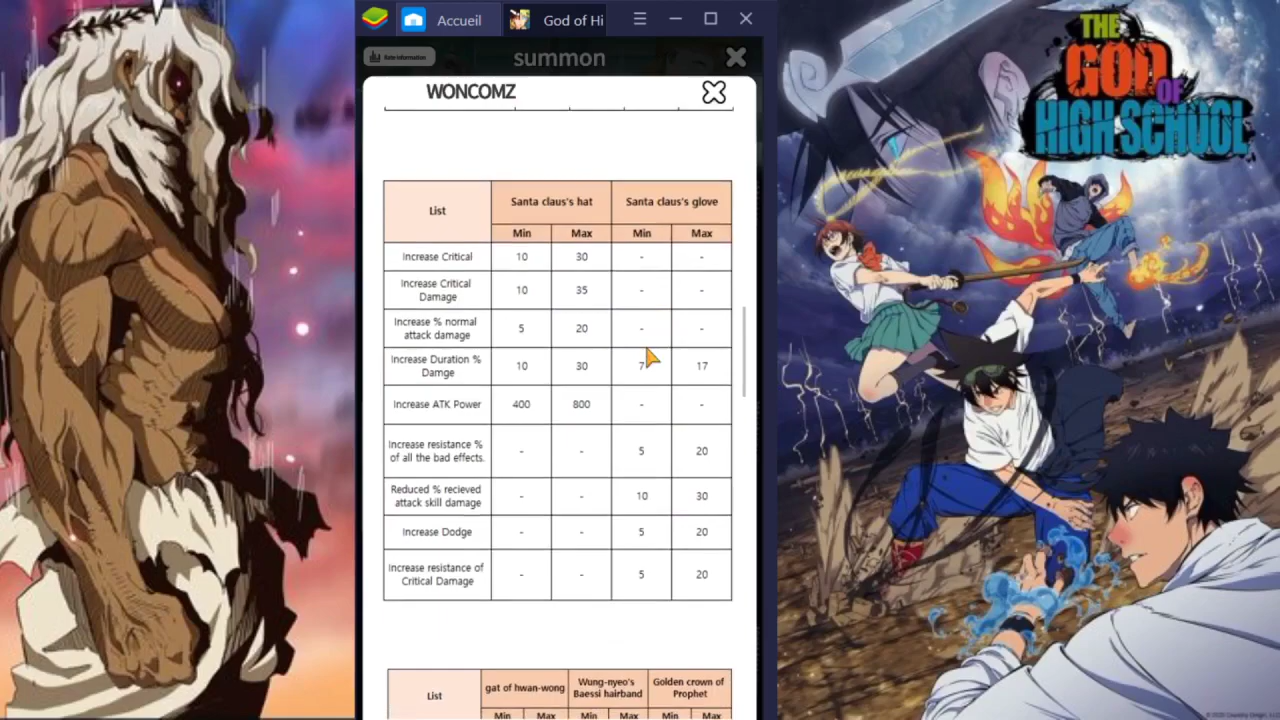 Accueil
God of Hi
Rate Information
summon
WONCOMZ
List Santa claus's hat Santa claus's glove
Min Max Min Max
Increase Critical 10 30 - -
Increase Critical
Damage 10 35 - -
Increase % normal
attack damage 5 20 - -
Increase Duration %
Damge 10 30 7 17
Increase ATK Power 400 800 - -
Increase resistance %
of all the bad effects. - - 5 20
Reduced % recieved
attack skill damage - - 10 30
Increase Dodge - - 5 20
Increase resistance of
Critical Damage - - 5 20
List gat of hwan-wong Wung-nyeo's
Baessi hairband Golden crown of
Prophet
Min Max Min Max Min Max
THE
GOD
OF
HIGH SCHOOL